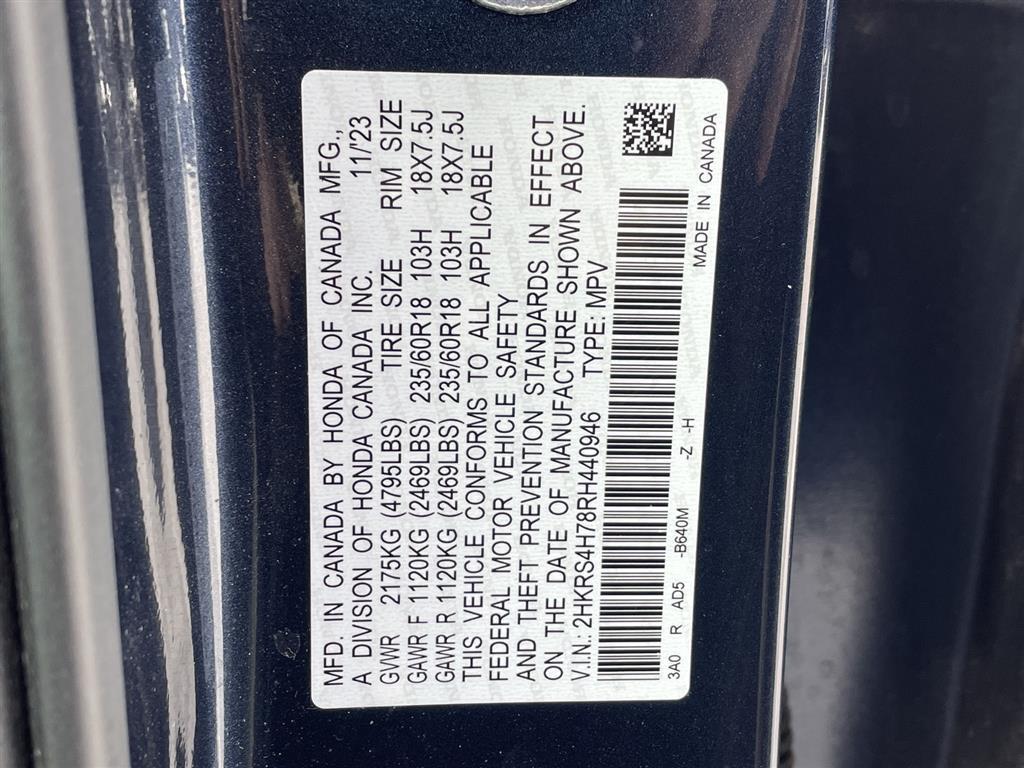 MFD. IN CANADA BY HONDA OF CANADA MFG.,
A DIVISION OF HONDA CANADA INC. 11/'23
GVWR 2175KG (4795LBS) TIRE SIZE RIM SIZE
GAWR F 1120KG (2469LBS) 235/60R18 103H 18X7.5J
GAWR R 1120KG (2469LBS) 235/60R18 103H 18X7.5J
THIS VEHICLE CONFORMS TO ALL APPLICABLE
FEDERAL MOTOR VEHICLE SAFETY
AND THEFT PREVENTION STANDARDS IN EFFECT
ON THE DATE OF MANUFACTURE SHOWN ABOVE.
V.I.N.: 2HKRS4H78RH440946 TYPE: MPV
3A0 R AD5 -B640M -Z -H MADE IN CANADA